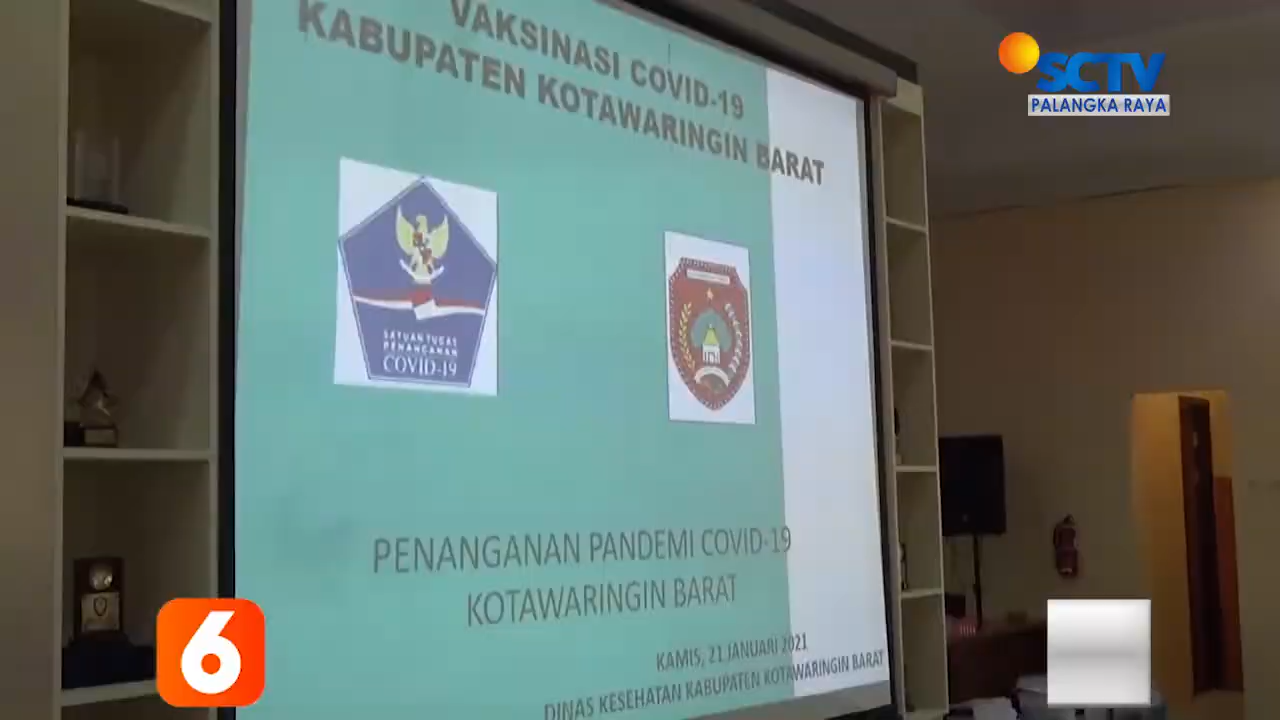 VAKSINASI COVID-19
KABUPATEN KOTAWARINGIN BARAT
SCTV
PALANGKA RAYA
SATUAN TUGAS
PENANGANAN
COVID-19
PENANGANAN PANDEMI COVID-19
KOTAWARINGIN BARAT
KAMIS, 21 JANUARI 2021
DINAS KESEHATAN KABUPATEN KOTAWARINGIN BARAT
6